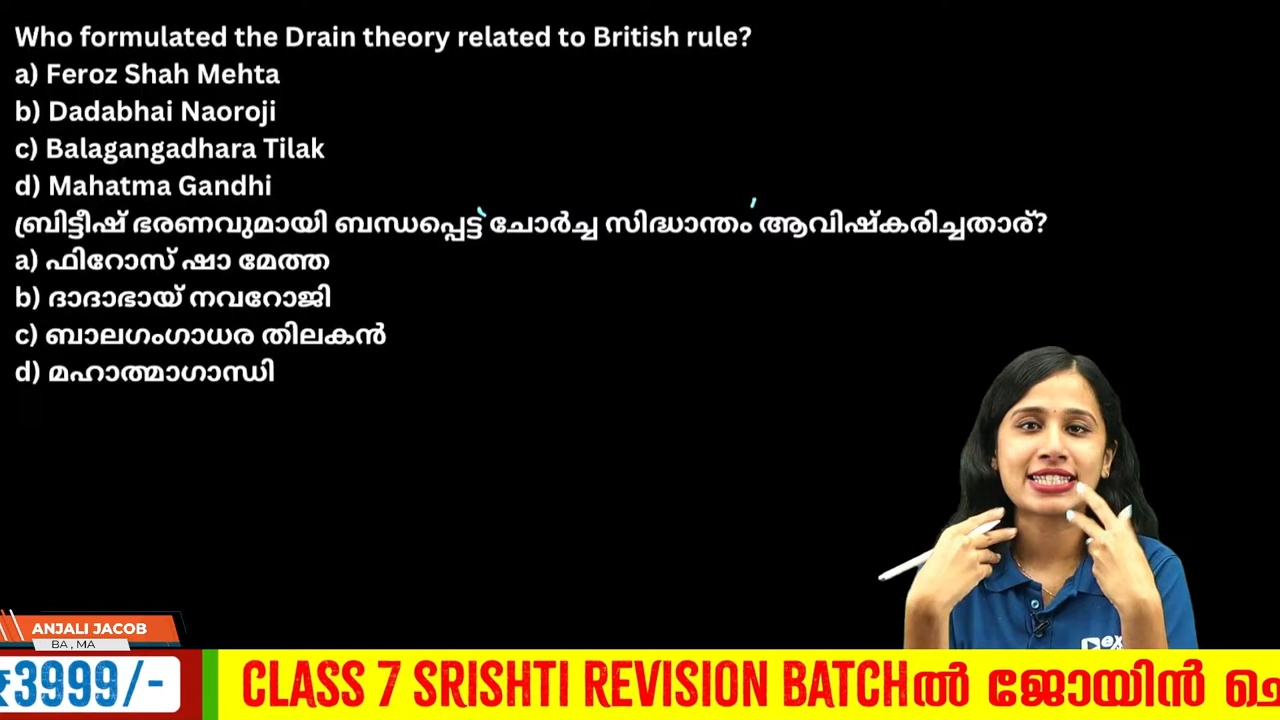 Who formulated the Drain theory related to British rule?
a) Feroz Shah Mehta
b) Dadabhai Naoroji
c) Balagangadhara Tilak
d) Mahatma Gandhi
ബ്രിട്ടീഷ് ഭരണവുമായി ബന്ധപ്പെട്ട് ചോർച്ച സിദ്ധാന്തം ആവിഷ്കരിച്ചതാര്?
a) ഫിറോസ് ഷാ മേത്ത
b) ദാദാഭായ് നവറോജി
c) ബാലഗംഗാധര തിലകൻ
d) മഹാത്മാഗാന്ധി
ANJALI JACOB
BA , MA
₹3999/-
CLASS 7 SRISHTI REVISION BATCHൽ ജോയിൻ